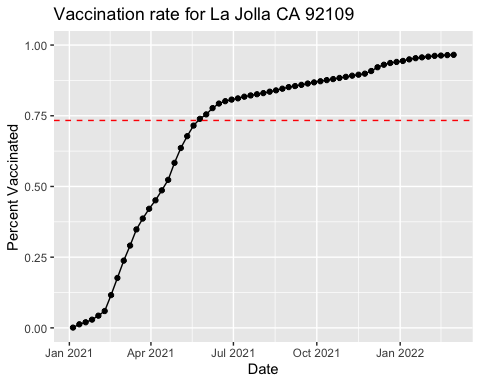 Vaccination rate for La Jolla CA 92109
1.00
0.75
0.50
0.25
0.00
Percent Vaccinated
Jan 2021 Apr 2021 Jul 2021 Oct 2021 Jan 2022
Date